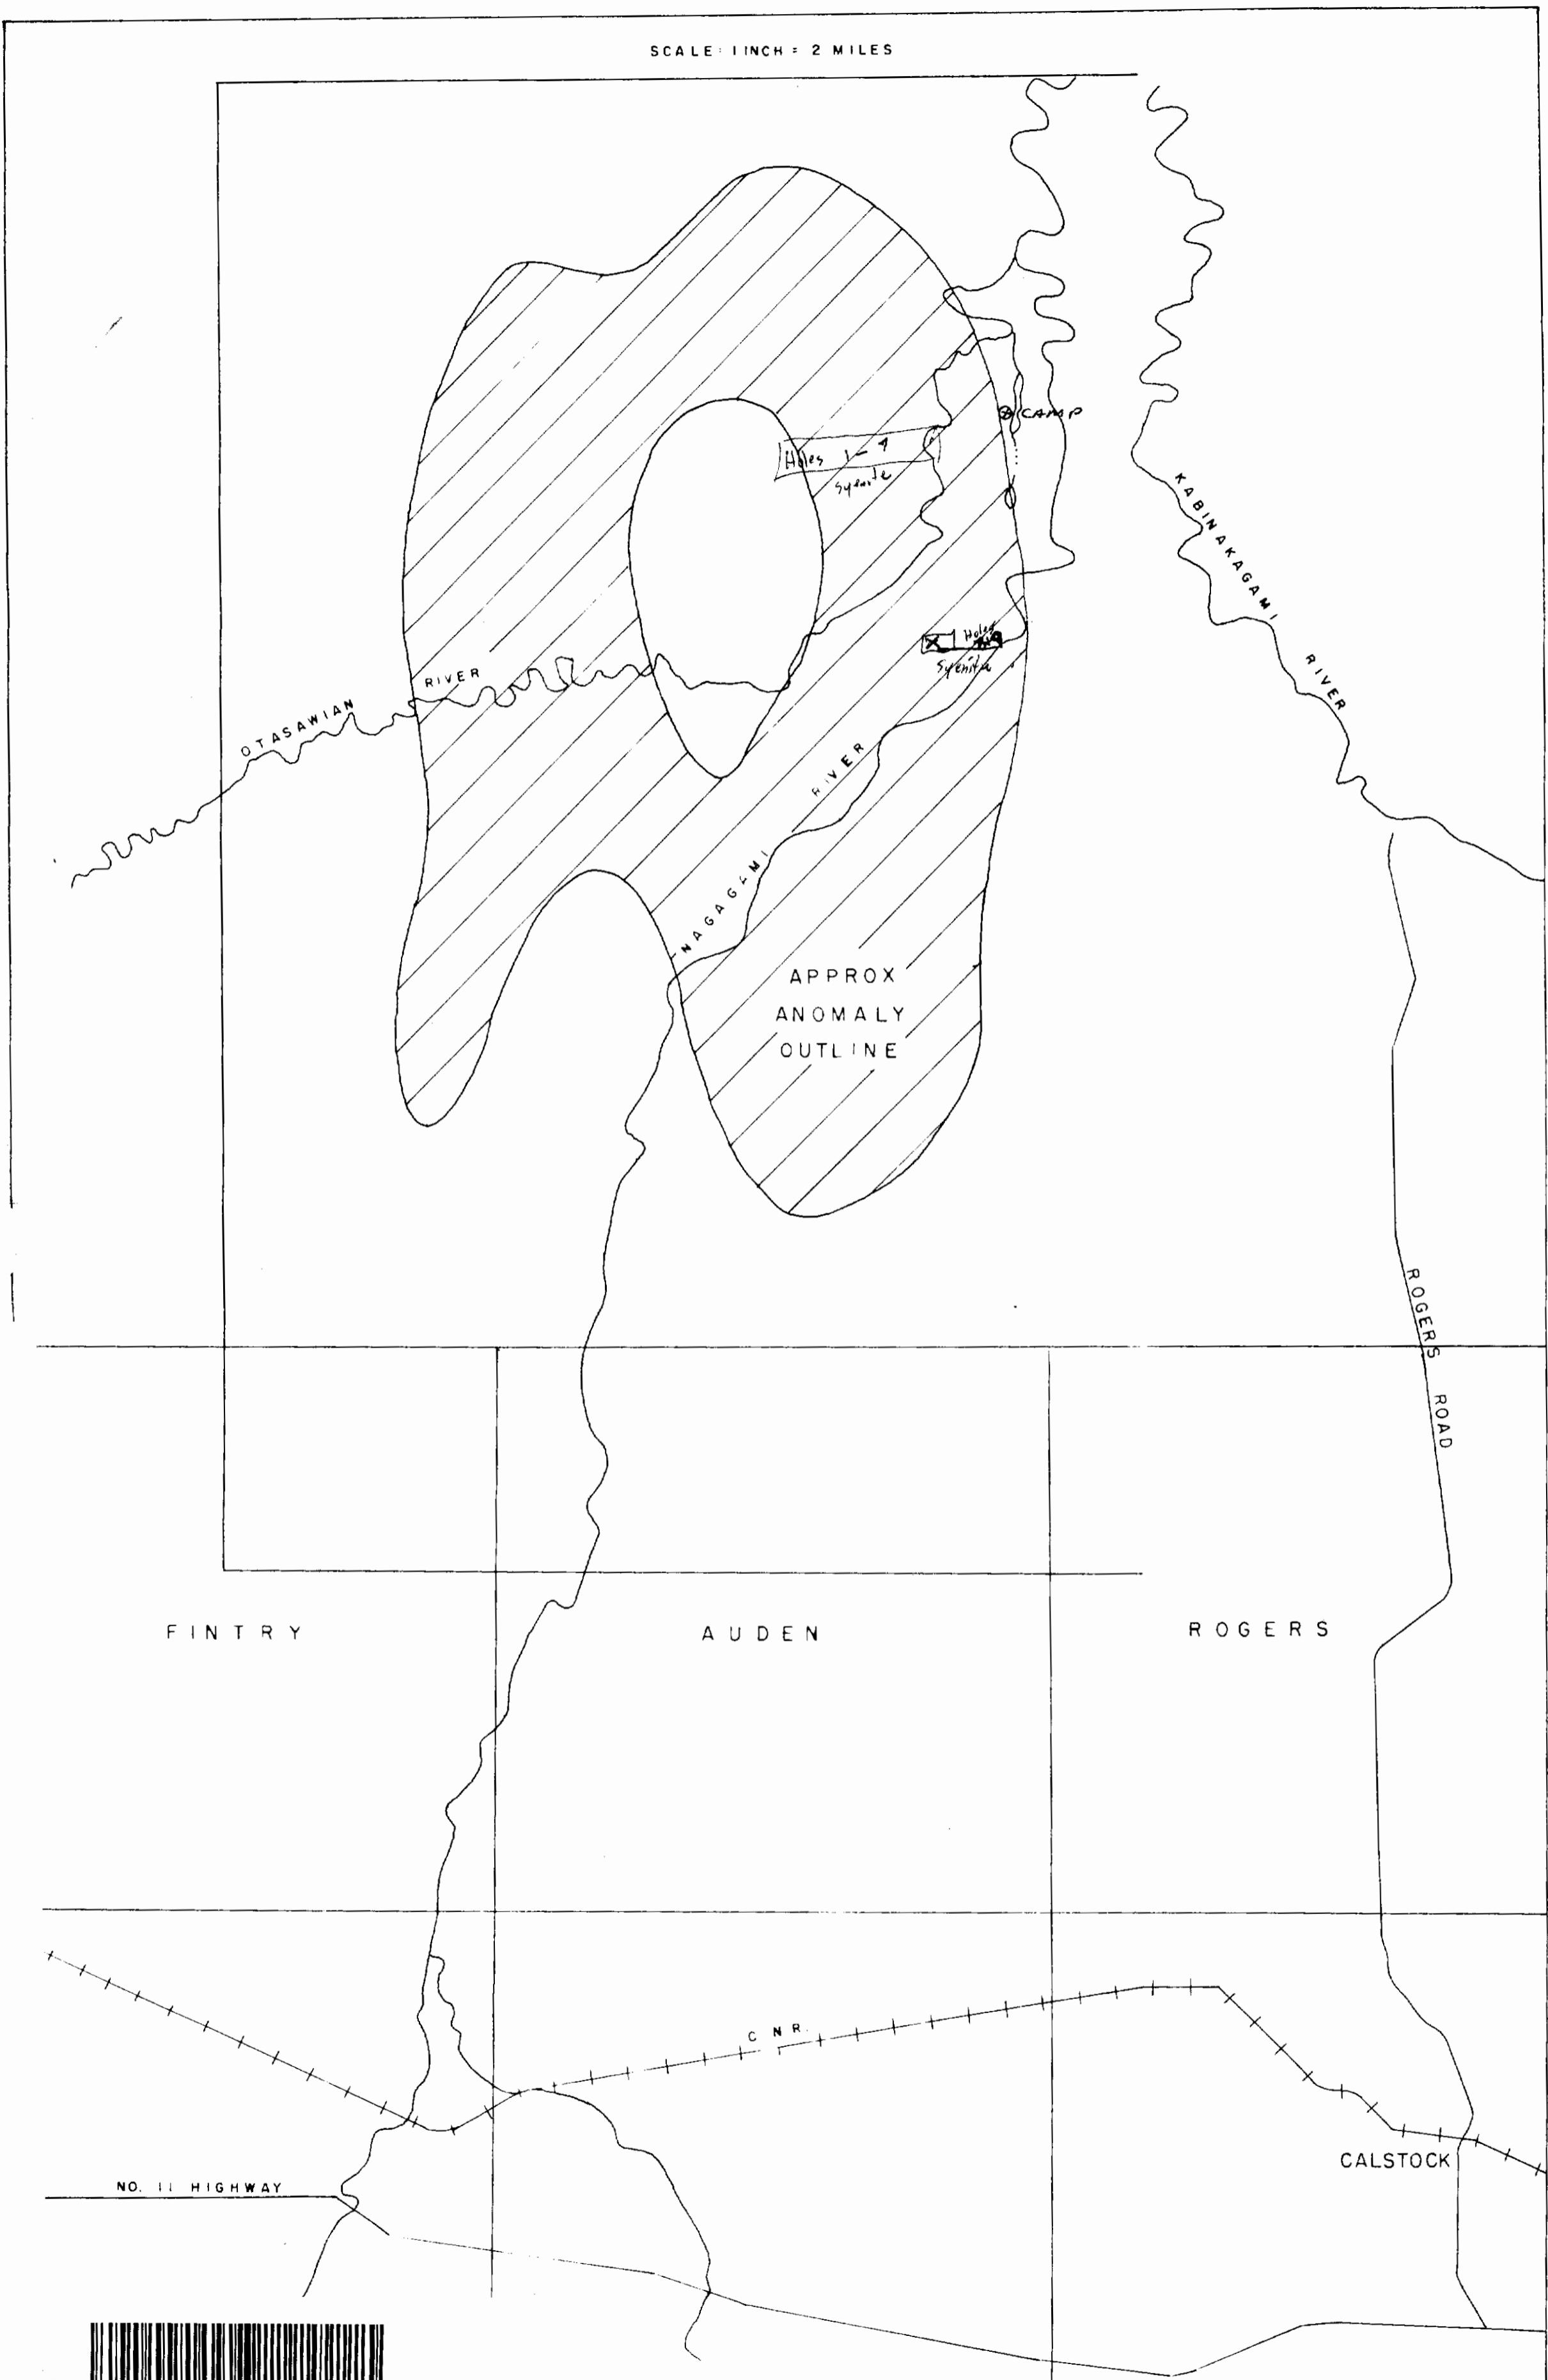 SCALE: 1 INCH = 2 MILES
CAMP
Holes 1-4
Syenite
KABINAKAGAMI RIVER
Holes
Syenite
OTASAWIAN RIVER
NAGAGAMI RIVER
APPROX
ANOMALY
OUTLINE
ROGERS ROAD
FINTRY
AUDEN
ROGERS
C N R.
CALSTOCK
NO. 11 HIGHWAY